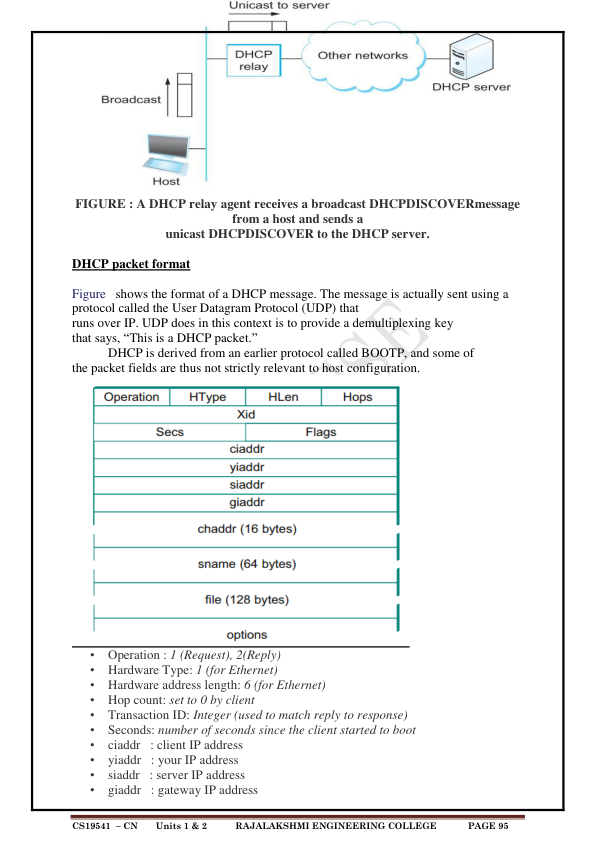 Unicast to server
DHCP
relay
Other networks
DHCP server
Broadcast
Host
FIGURE : A DHCP relay agent receives a broadcast DHCPDISCOVERmessage
from a host and sends a
unicast DHCPDISCOVER to the DHCP server.
DHCP packet format
Figure shows the format of a DHCP message. The message is actually sent using a
protocol called the User Datagram Protocol (UDP) that
runs over IP. UDP does in this context is to provide a demultiplexing key
that says, “This is a DHCP packet.”
DHCP is derived from an earlier protocol called BOOTP, and some of
the packet fields are thus not strictly relevant to host configuration.
Operation HType HLen Hops
Xid
Secs Flags
ciaddr
yiaddr
siaddr
giaddr
chaddr (16 bytes)
sname (64 bytes)
file (128 bytes)
options
• Operation : 1 (Request), 2(Reply)
• Hardware Type: 1 (for Ethernet)
• Hardware address length: 6 (for Ethernet)
• Hop count: set to 0 by client
• Transaction ID: Integer (used to match reply to response)
• Seconds: number of seconds since the client started to boot
• ciaddr : client IP address
• yiaddr : your IP address
• siaddr : server IP address
• giaddr : gateway IP address
CS19541 – CN Units 1 & 2 RAJALAKSHMI ENGINEERING COLLEGE PAGE 95